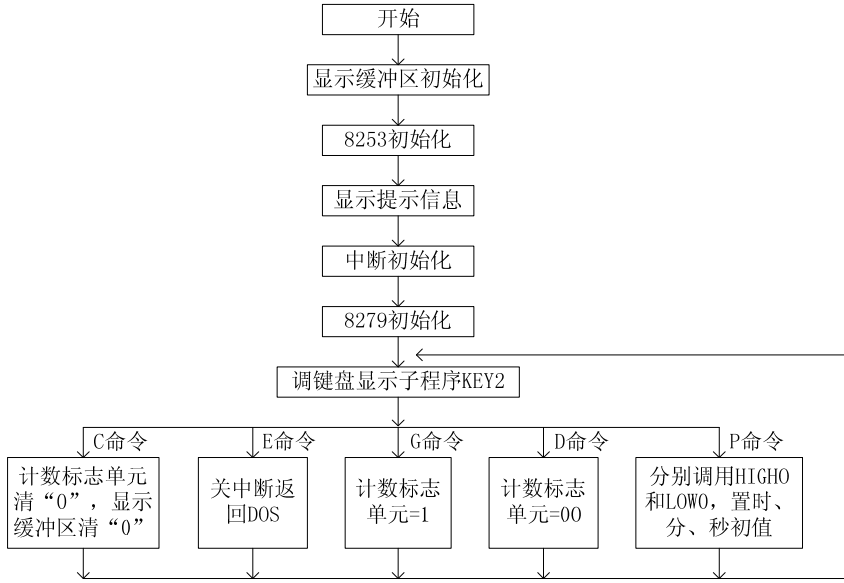 开始
显示缓冲区初始化
8253初始化
显示提示信息
中断初始化
8279初始化
调键盘显示子程序KEY2
C命令
E命令
G命令
D命令
P命令
计数标志单元
清“0”,显示
缓冲区清“0”
关中断返
回DOS
计数标志
单元=1
计数标志
单元=00
分别调用HIGHO
和LOWO,置时、
分、秒初值